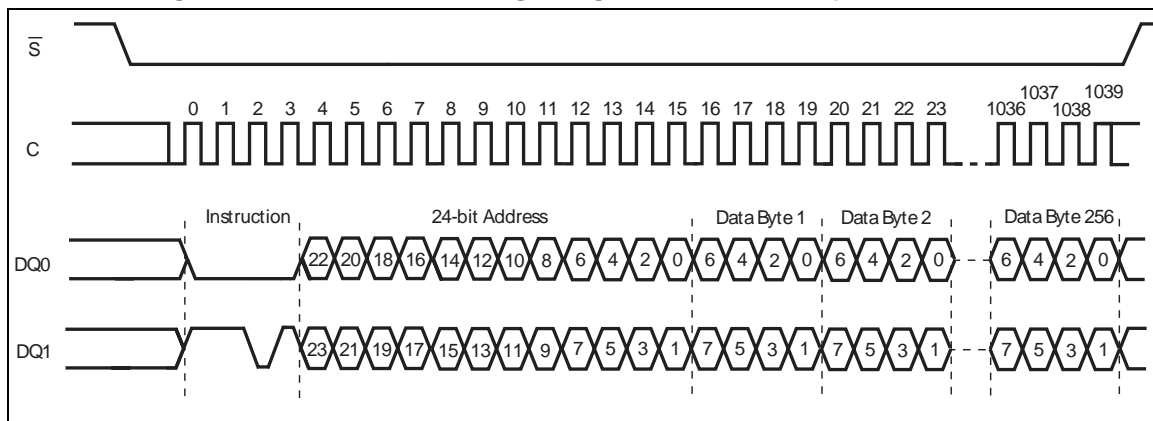 S
0 1 2 3 4 5 6 7 8 9 10 11 12 13 14 15 16 17 18 19 20 21 22 23 1036 1037 1038 1039
C
Instruction 24-bit Address Data Byte 1 Data Byte 2 Data Byte 256
DQ0 22 20 18 16 14 12 10 8 6 4 2 0 6 4 2 0 6 4 2 0 6 4 2 0
DQ1 23 21 19 17 15 13 11 9 7 5 3 1 7 5 3 1 7 5 3 1 7 5 3 1